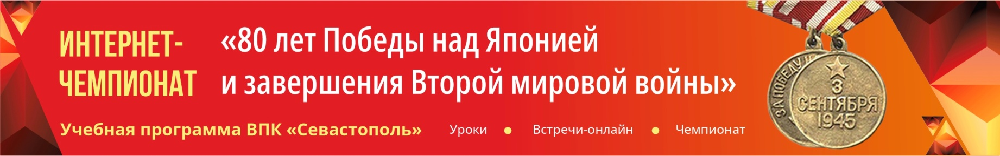 ИНТЕРНЕТ-
ЧЕМПИОНАТ
«80 лет Победы над Японией
и завершения Второй мировой войны»
Учебная программа ВПК «Севастополь»
Уроки • Встречи-онлайн • Чемпионат
ЗА ПОБЕДУ
3
СЕНТЯБРЯ
1945